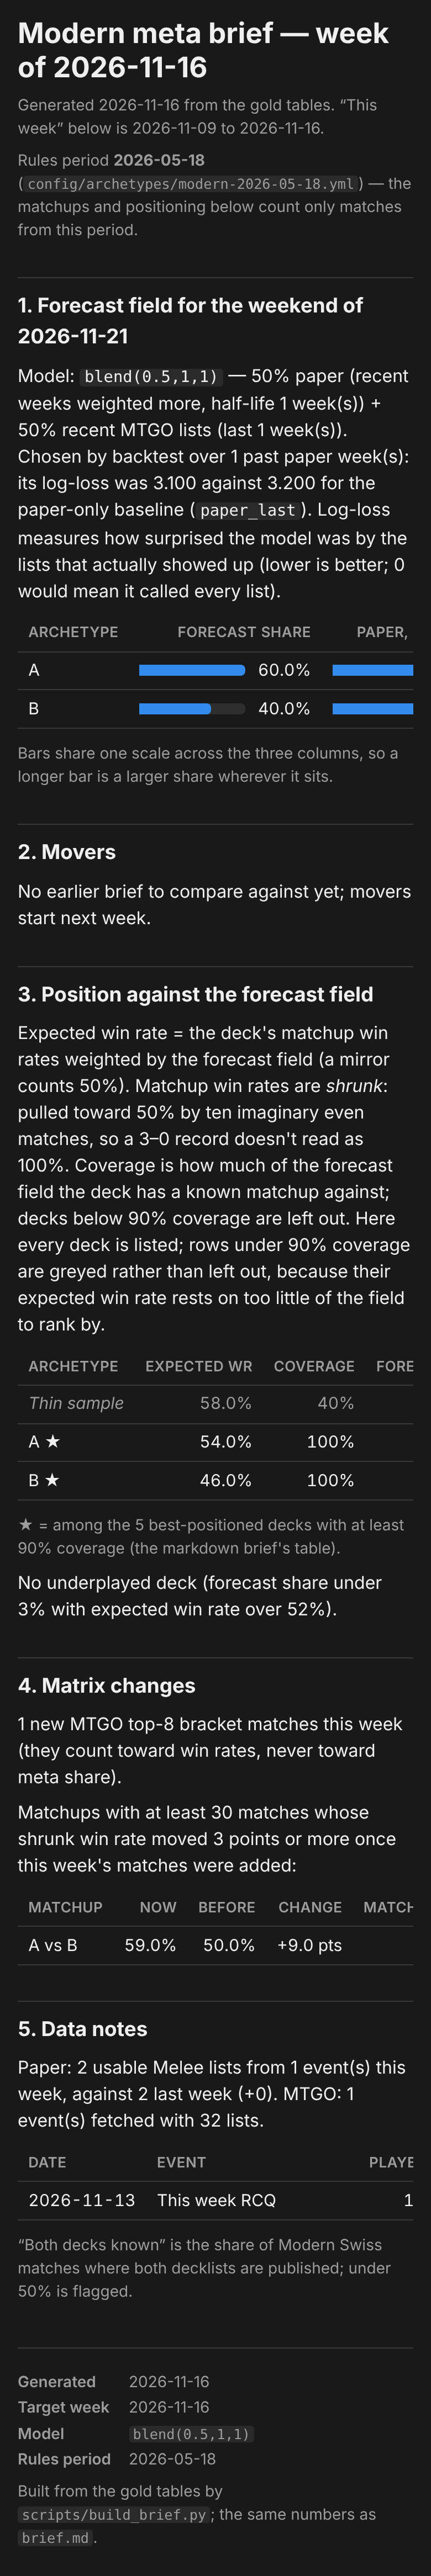 Modern meta brief — week
of 2026-11-16
Generated 2026-11-16 from the gold tables. “This
week” below is 2026-11-09 to 2026-11-16.
Rules period 2026-05-18
(config/archetypes/modern-2026-05-18.yml) — the
matchups and positioning below count only matches
from this period.
1. Forecast field for the weekend of
2026-11-21
Model: blend(0.5,1,1) — 50% paper (recent
weeks weighted more, half-life 1 week(s)) +
50% recent MTGO lists (last 1 week(s)).
Chosen by backtest over 1 past paper week(s):
its log-loss was 3.100 against 3.200 for the
paper-only baseline (paper_last). Log-loss
measures how surprised the model was by the
lists that actually showed up (lower is better; 0
would mean it called every list).
ARCHETYPE FORECAST SHARE PAPER,
A 60.0%
B 40.0%
Bars share one scale across the three columns, so a
longer bar is a larger share wherever it sits.
2. Movers
No earlier brief to compare against yet; movers
start next week.
3. Position against the forecast field
Expected win rate = the deck's matchup win
rates weighted by the forecast field (a mirror
counts 50%). Matchup win rates are shrunk:
pulled toward 50% by ten imaginary even
matches, so a 3–0 record doesn't read as
100%. Coverage is how much of the forecast
field the deck has a known matchup against;
decks below 90% coverage are left out. Here
every deck is listed; rows under 90% coverage
are greyed rather than left out, because their
expected win rate rests on too little of the field
to rank by.
ARCHETYPE EXPECTED WR COVERAGE FORE
Thin sample 58.0% 40%
A ★ 54.0% 100%
B ★ 46.0% 100%
★ = among the 5 best-positioned decks with at least
90% coverage (the markdown brief's table).
No underplayed deck (forecast share under
3% with expected win rate over 52%).
4. Matrix changes
1 new MTGO top-8 bracket matches this week
(they count toward win rates, never toward
meta share).
Matchups with at least 30 matches whose
shrunk win rate moved 3 points or more once
this week's matches were added:
MATCHUP NOW BEFORE CHANGE MATCH
A vs B 59.0% 50.0% +9.0 pts
5. Data notes
Paper: 2 usable Melee lists from 1 event(s) this
week, against 2 last week (+0). MTGO: 1
event(s) fetched with 32 lists.
DATE EVENT PLAYE
2026-11-13 This week RCQ 1
“Both decks known” is the share of Modern Swiss
matches where both decklists are published; under
50% is flagged.
Generated 2026-11-16
Target week 2026-11-16
Model blend(0.5,1,1)
Rules period 2026-05-18
Built from the gold tables by
scripts/build_brief.py; the same numbers as
brief.md.